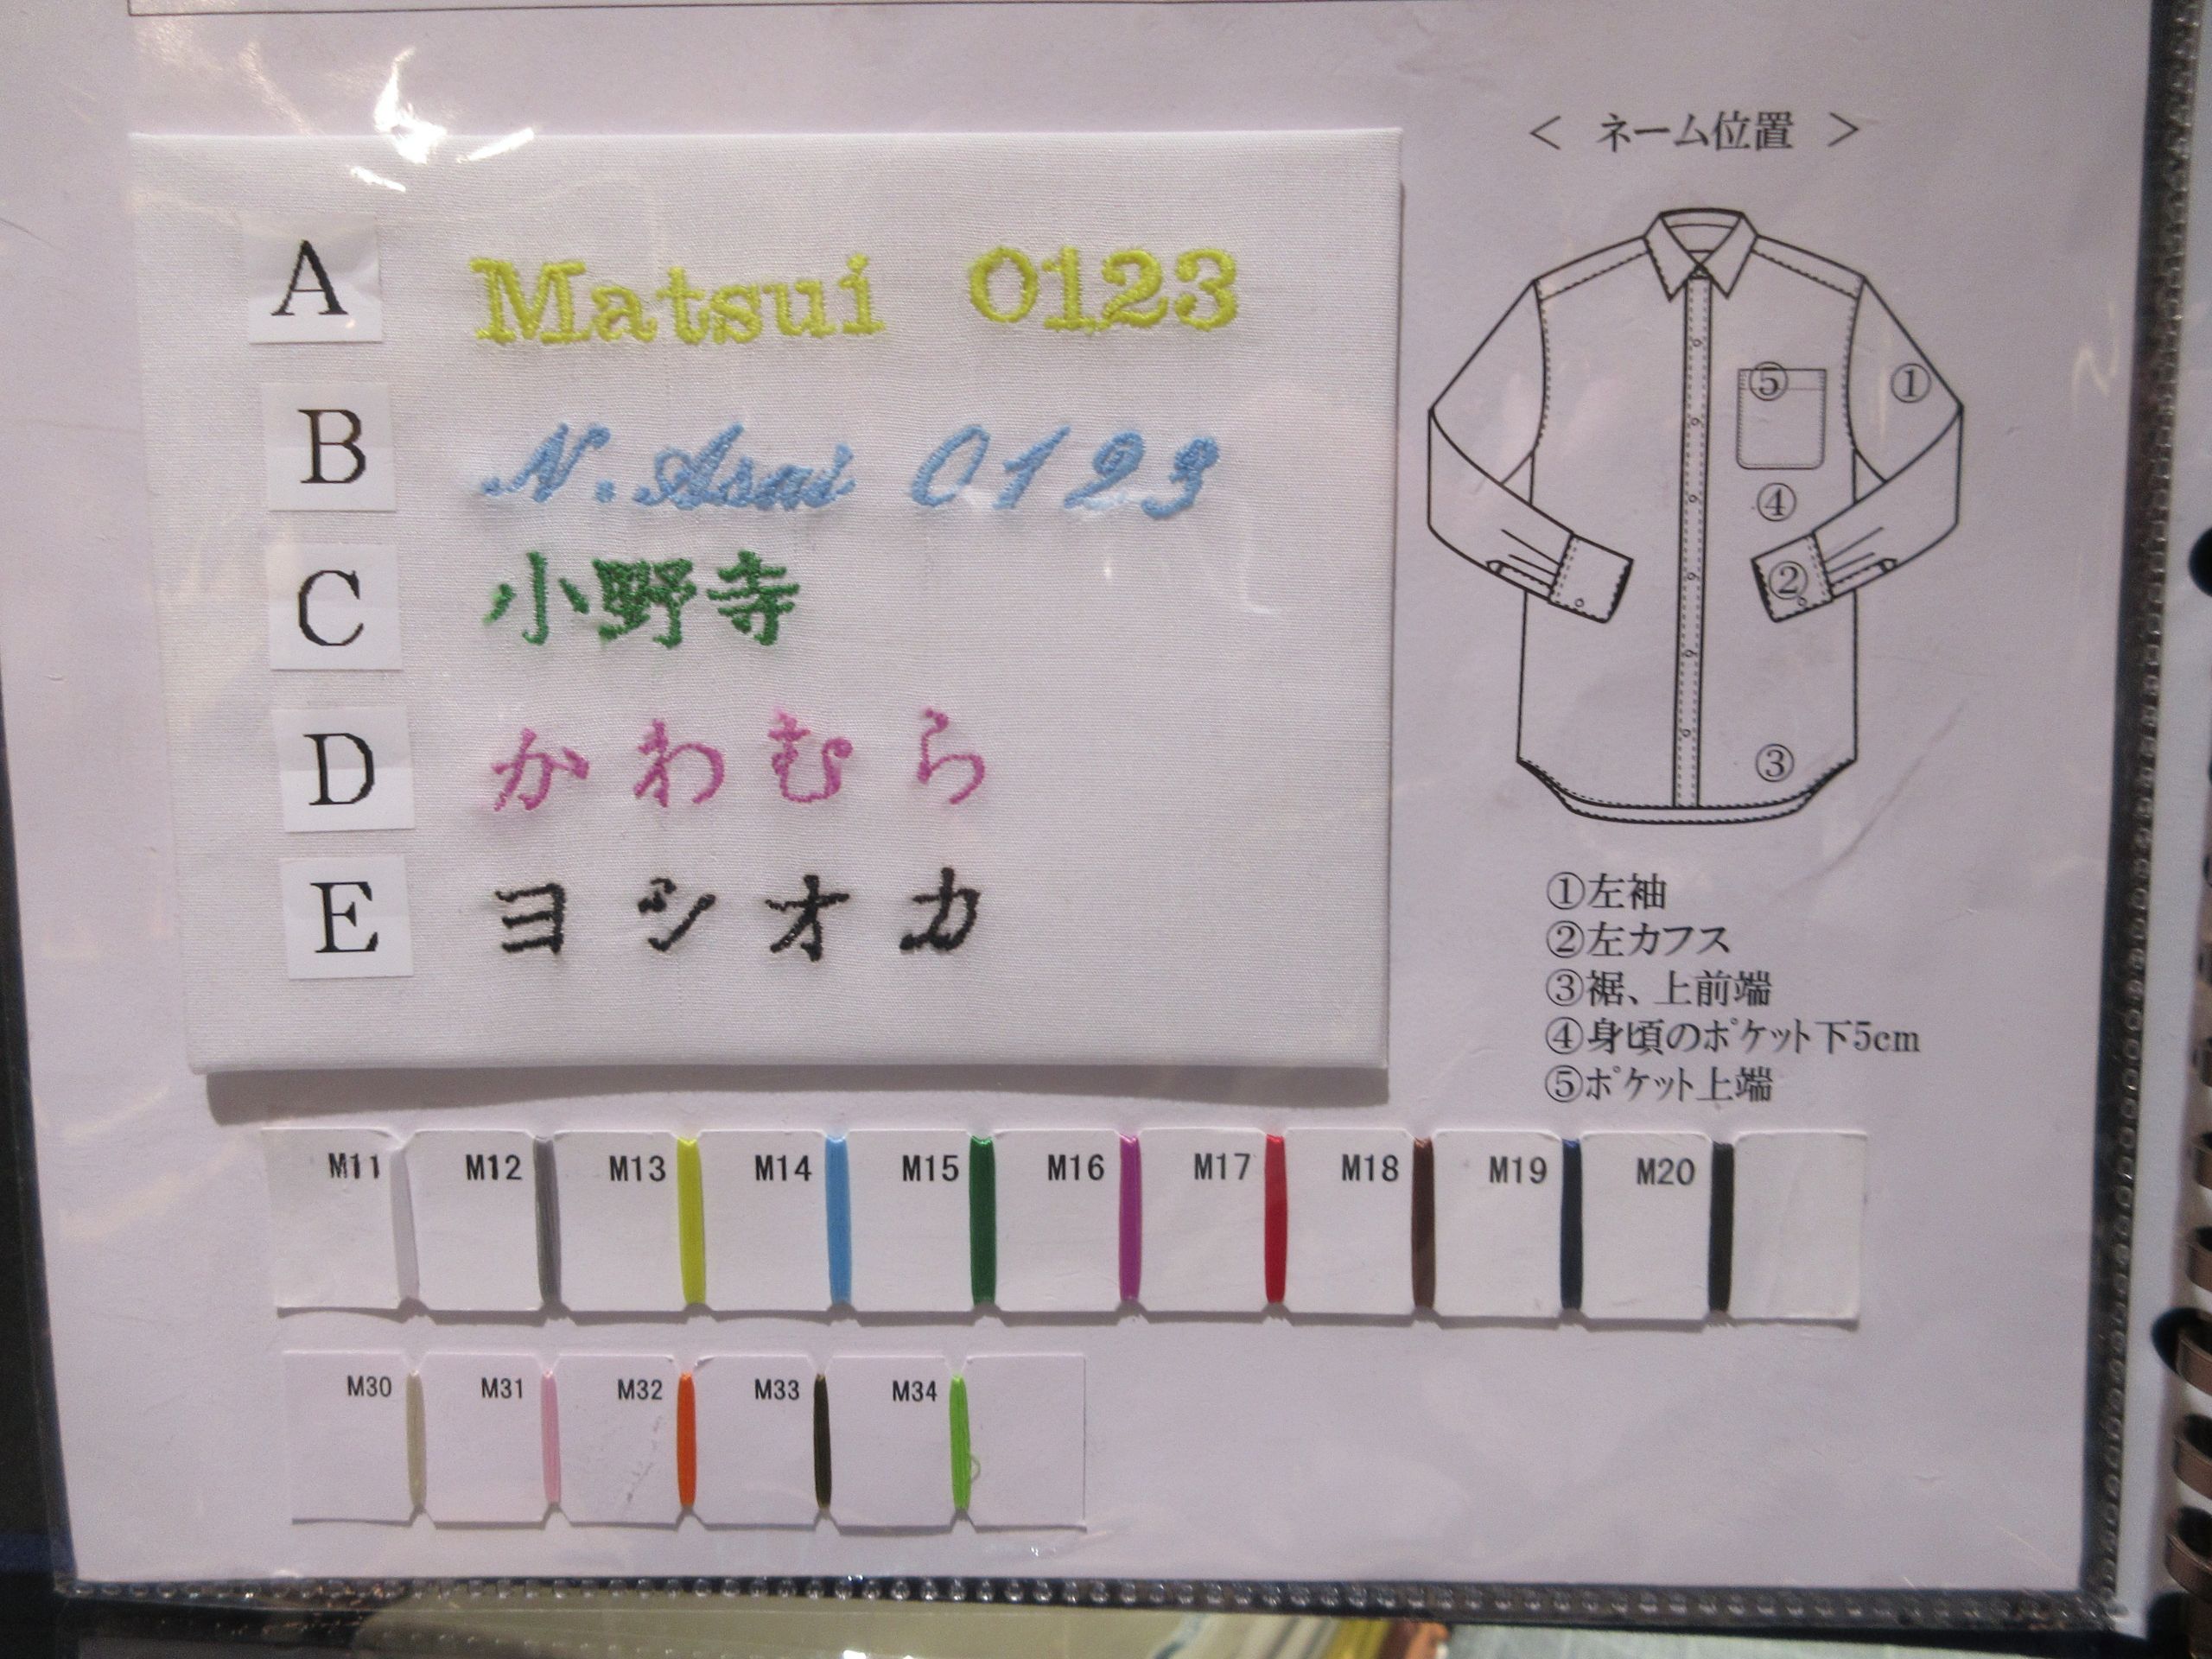 A Matsui 0123
B N. Asai 0123
C 小野寺
D かわむら
E ヨシオカ
＜ ネーム位置 ＞
⑤ ①
④
②
③
①左袖
②左カフス
③裾、上前端
④身頃のポケット下5cm
⑤ポケット上端
M11 M12 M13 M14 M15 M16 M17 M18 M19 M20
M30 M31 M32 M33 M34